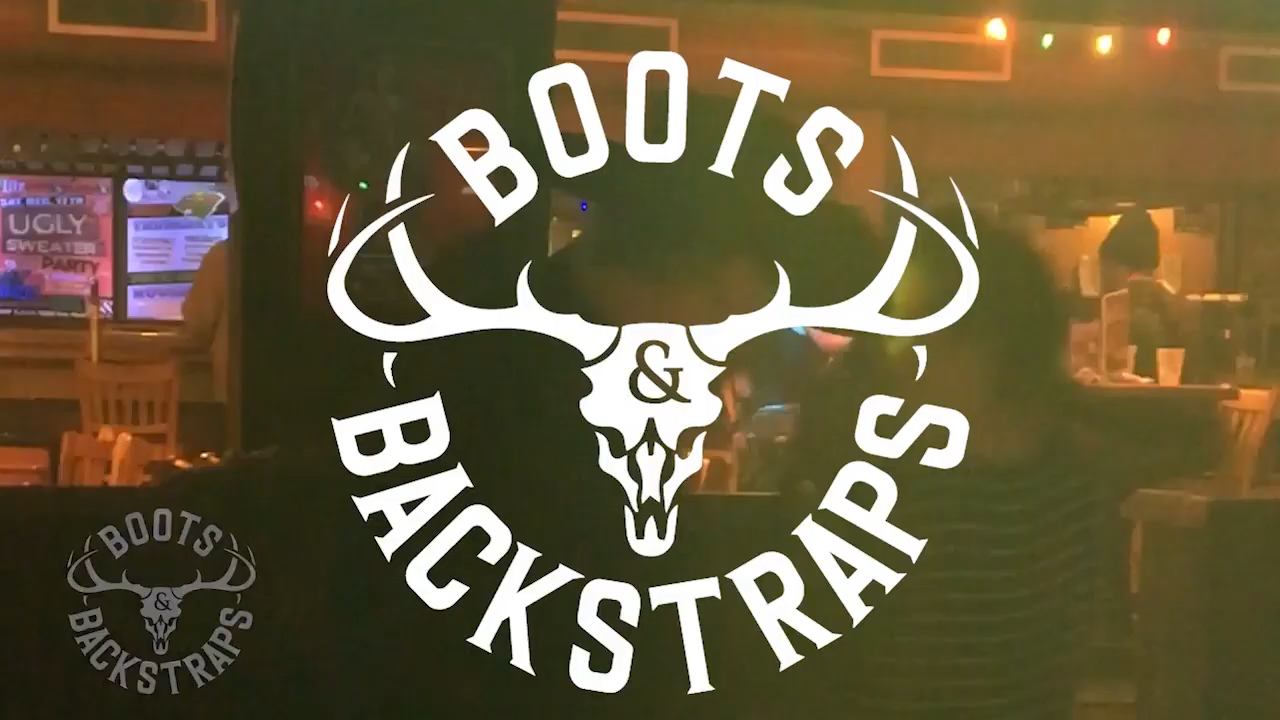 BOOTS
&
BACKSTRAPS
UGLY
SWEATER
PARTY
BOOTS
&
BACKSTRAPS